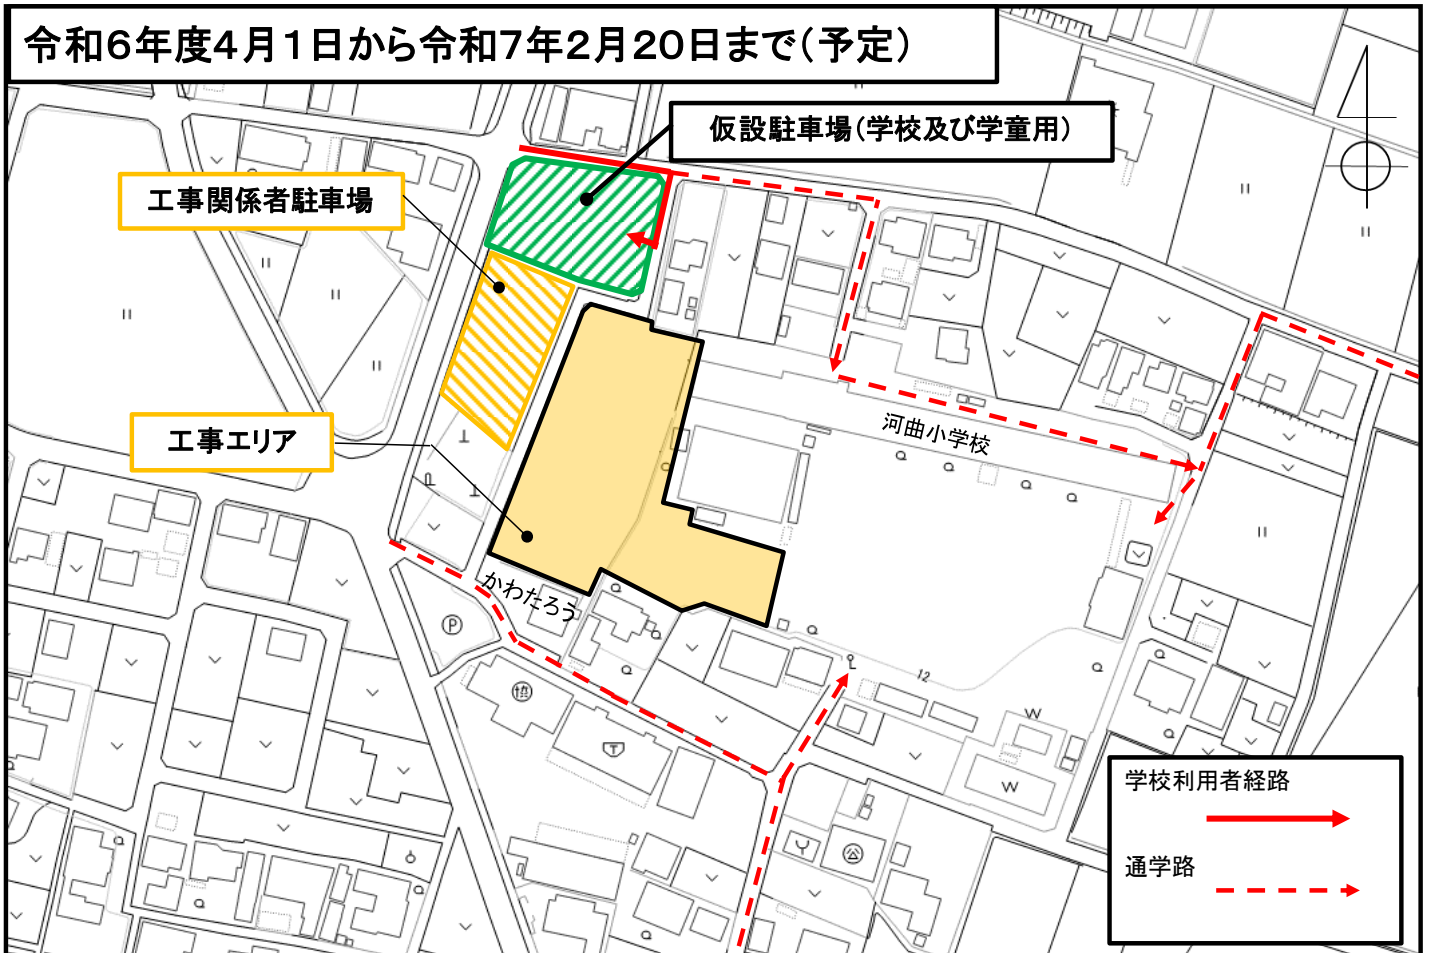 令和6年度4月1日から令和7年2月20日まで(予定)
仮設駐車場(学校及び学童用)
工事関係者駐車場
工事エリア
河曲小学校
かわたろう
P
協
T
12
W
W
公
学校利用者経路
通学路